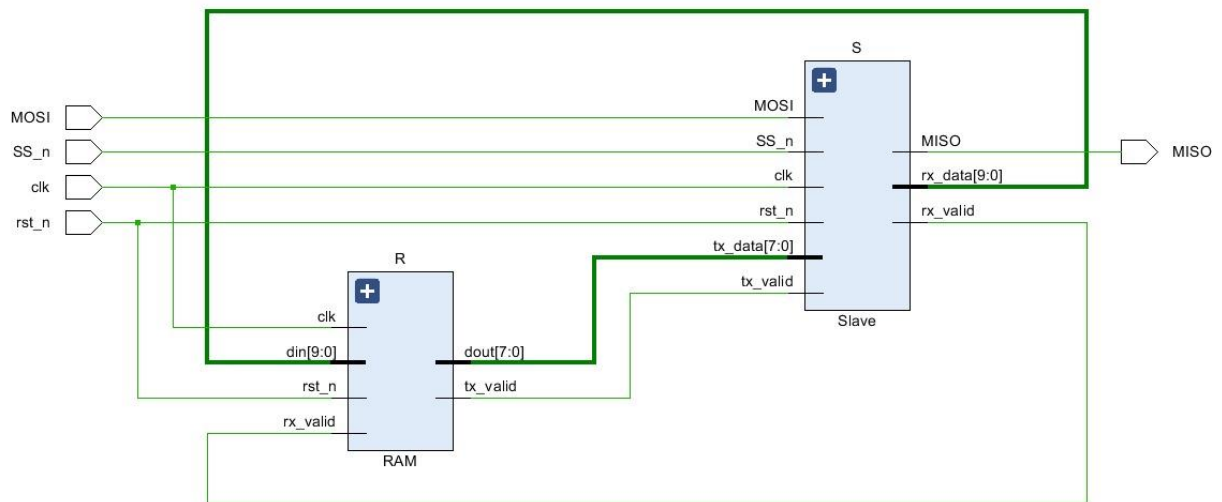 S
MOSI
SS_n
clk
rst_n
MOSI
SS_n
clk
rst_n
tx_data[7:0]
tx_valid
MISO
rx_data[9:0]
rx_valid
MISO
Slave
R
clk
din[9:0]
rst_n
rx_valid
dout[7:0]
tx_valid
RAM